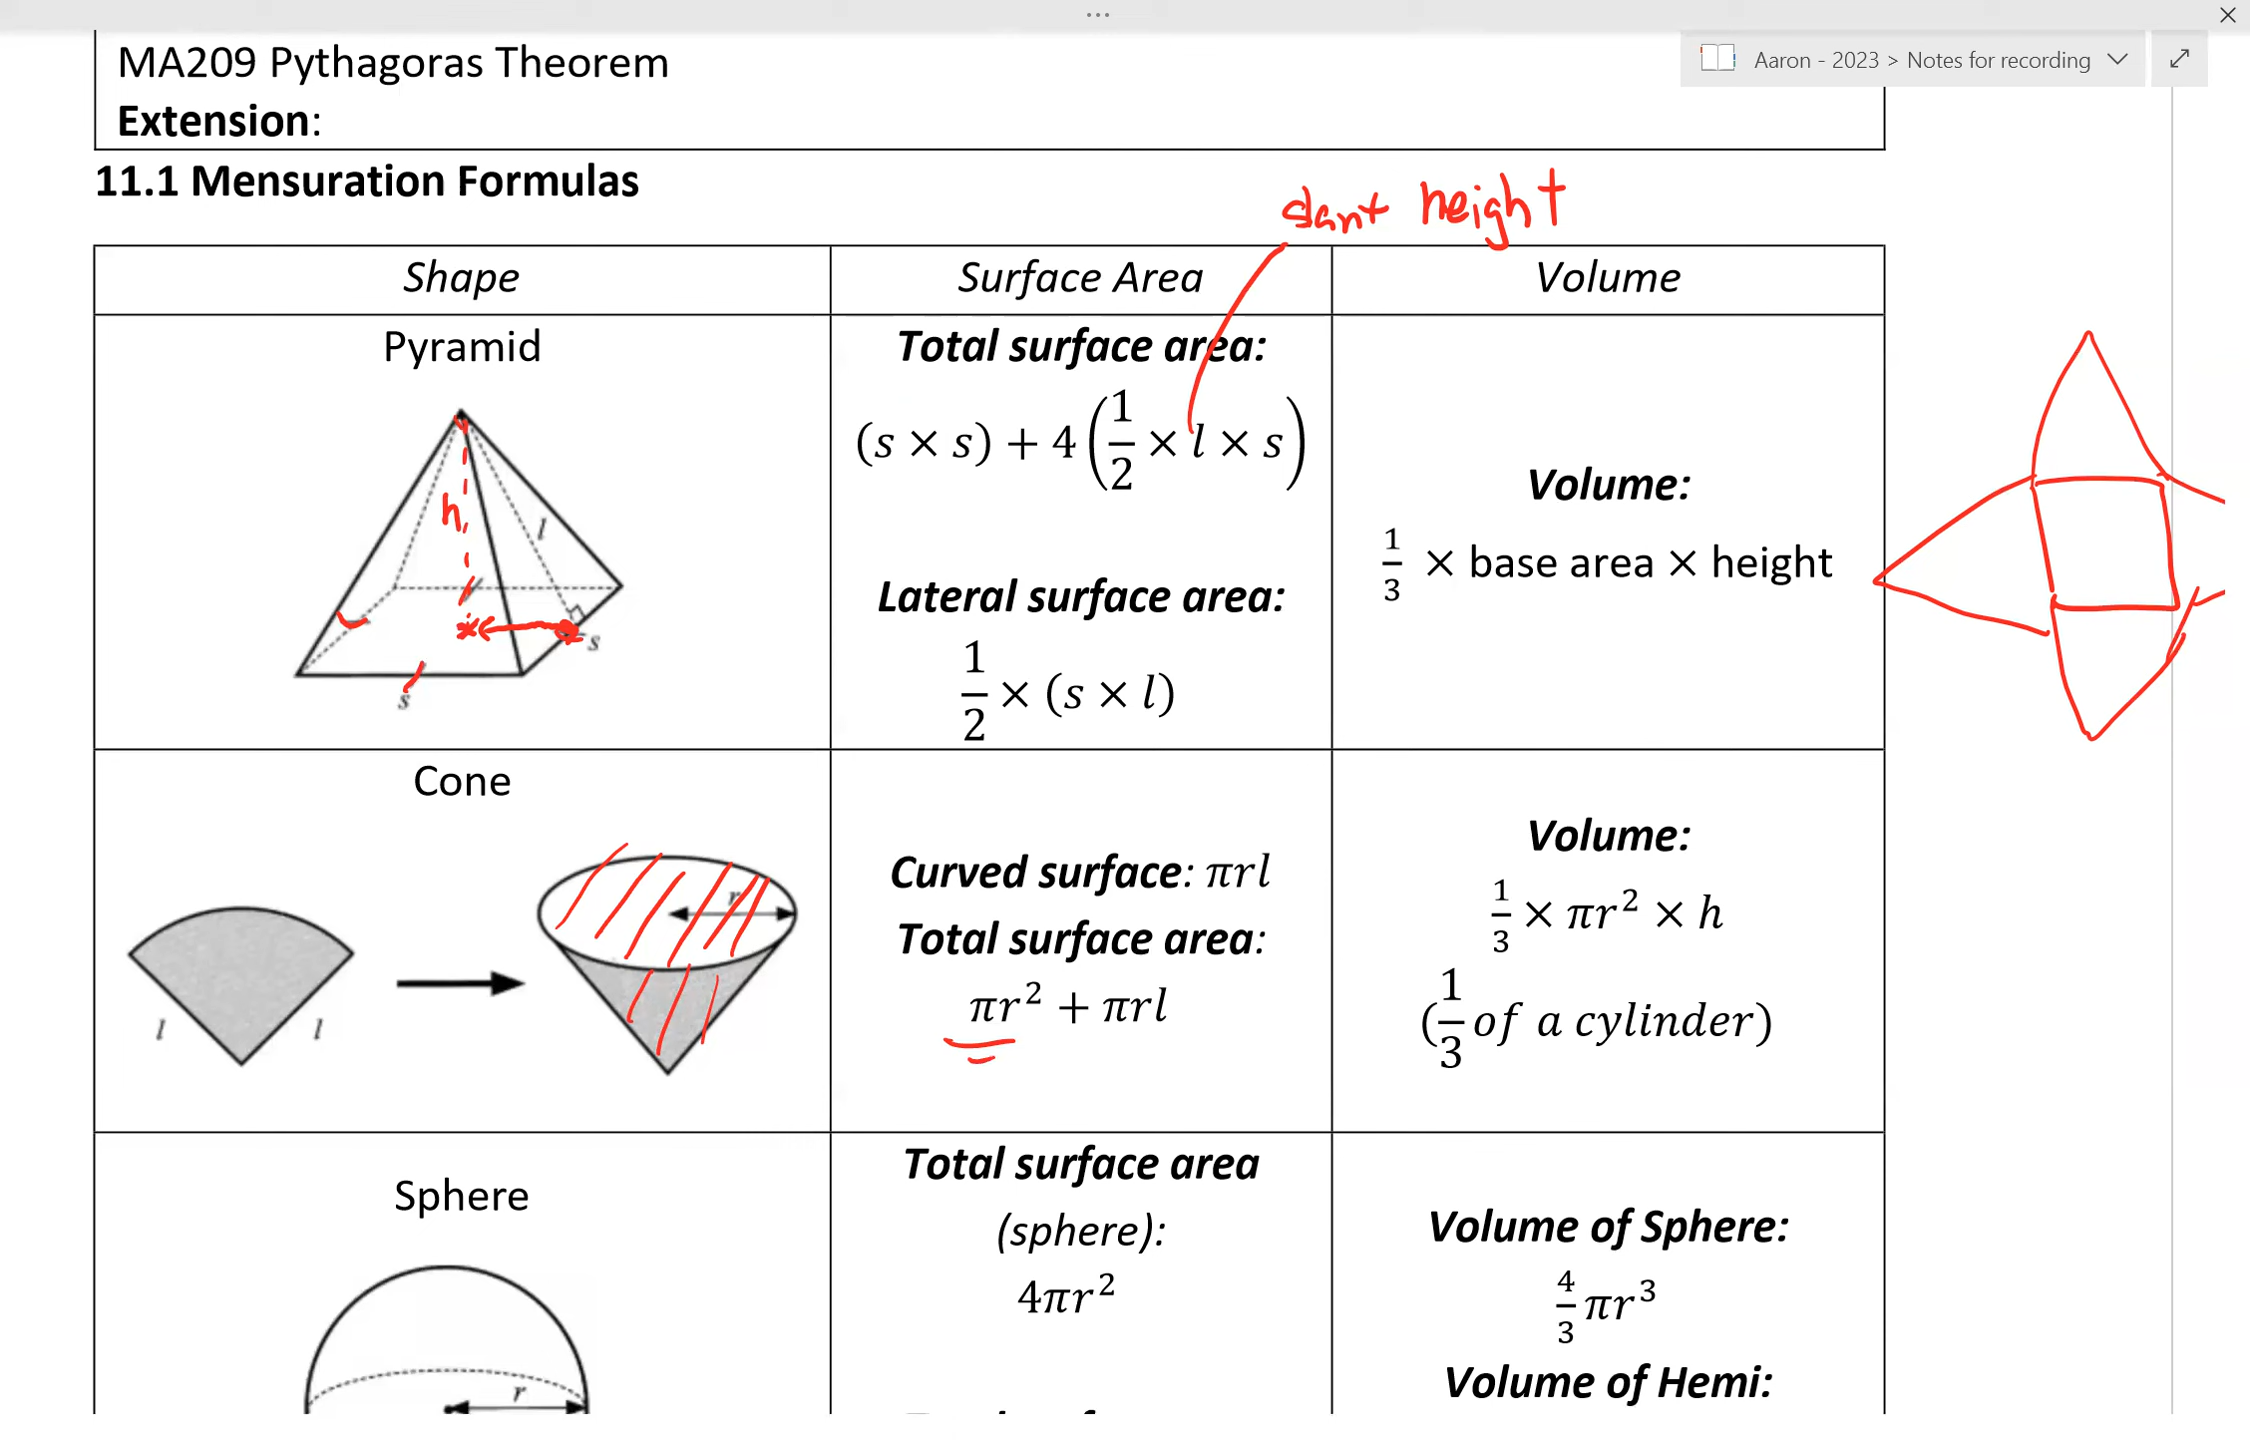 MA209 Pythagoras Theorem
Aaron - 2023 > Notes for recording
Extension:
11.1 Mensuration Formulas
slant height
Shape Surface Area Volume
Pyramid
h
l
s
s
Total surface area:
(s × s) + 4(1/2 × l × s)
Lateral surface area:
1/2 × (s × l)
Volume:
1/3 × base area × height
Cone
l l
r
Curved surface: πrl
Total surface area:
πr² + πrl
Volume:
1/3 × πr² × h
(1/3 of a cylinder)
Sphere
r
Total surface area
(sphere):
4πr²
Volume of Sphere:
4/3 πr³
Volume of Hemi: